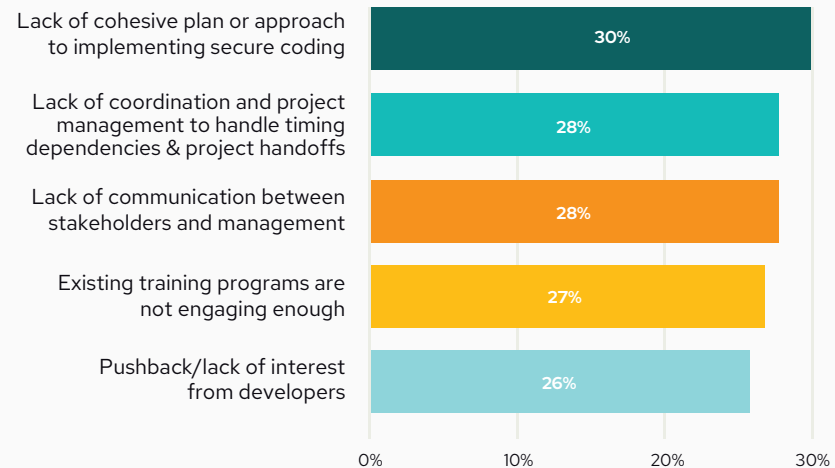 Lack of cohesive plan or approach
to implementing secure coding
30%
Lack of coordination and project
management to handle timing
dependencies & project handoffs
28%
Lack of communication between
stakeholders and management
28%
Existing training programs are
not engaging enough
27%
Pushback/lack of interest
from developers
26%
0%
10%
20%
30%